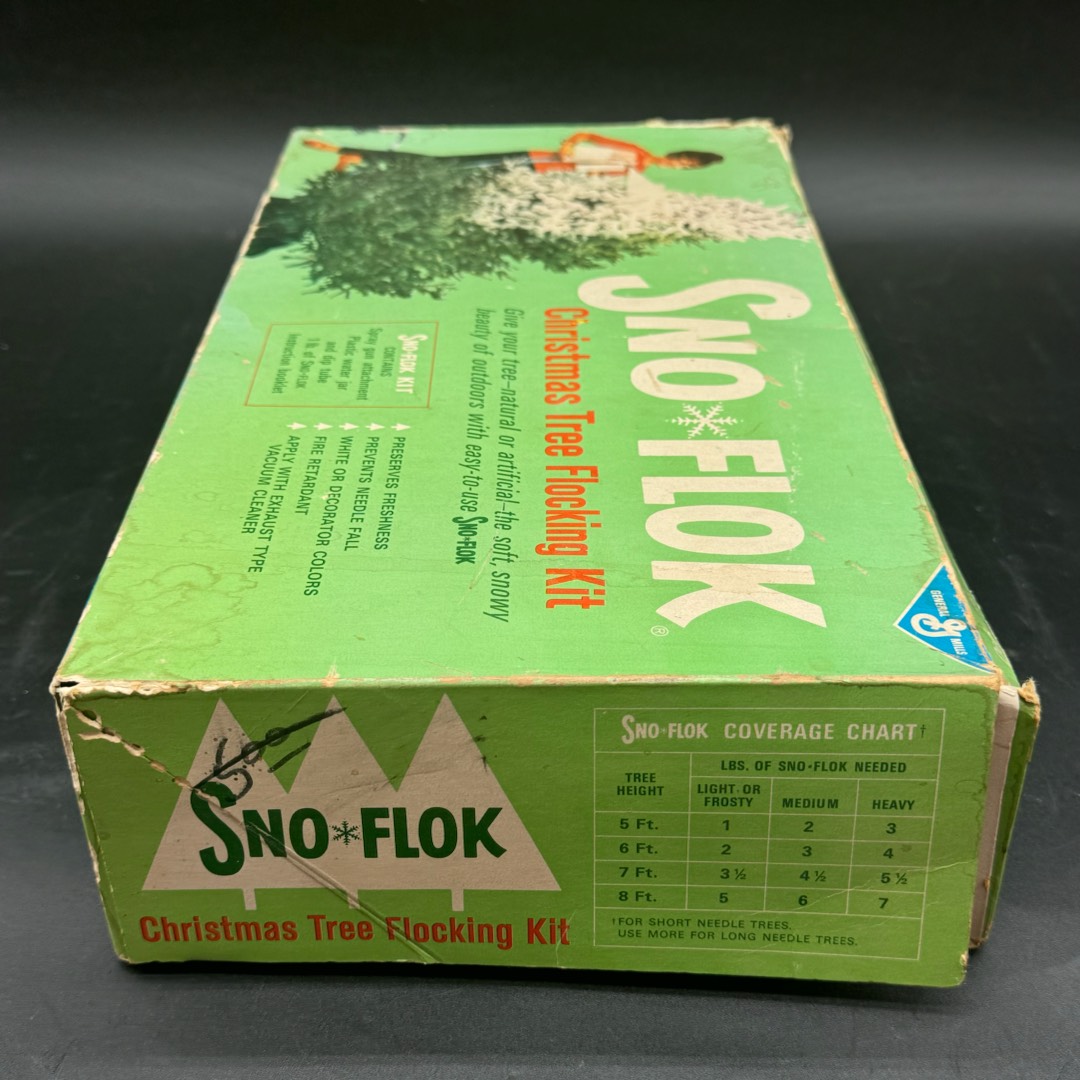 SNO*FLOK®
Christmas Tree Flocking Kit
Give your tree–natural or artificial–the soft, snowy
beauty of outdoors with easy-to-use SNO*FLOK
SNO*FLOK KIT
CONTAINS
Spray gun attachment
Plastic water jar
and dip tube
1 lb. of SNO-FLOK
Instruction booklet
PRESERVES FRESHNESS
PREVENTS NEEDLE FALL
WHITE OR DECORATOR COLORS
FIRE RETARDANT
APPLY WITH EXHAUST TYPE
VACUUM CLEANER
GENERAL
G
MILLS
SNO*FLOK
Christmas Tree Flocking Kit
SNO*FLOK COVERAGE CHART†
TREE HEIGHT
LBS. OF SNO*FLOK NEEDED
LIGHT OR FROSTY MEDIUM HEAVY
5 Ft. 1 2 3
6 Ft. 2 3 4
7 Ft. 3 ½ 4 ½ 5 ½
8 Ft. 5 6 7
†FOR SHORT NEEDLE TREES.
USE MORE FOR LONG NEEDLE TREES.